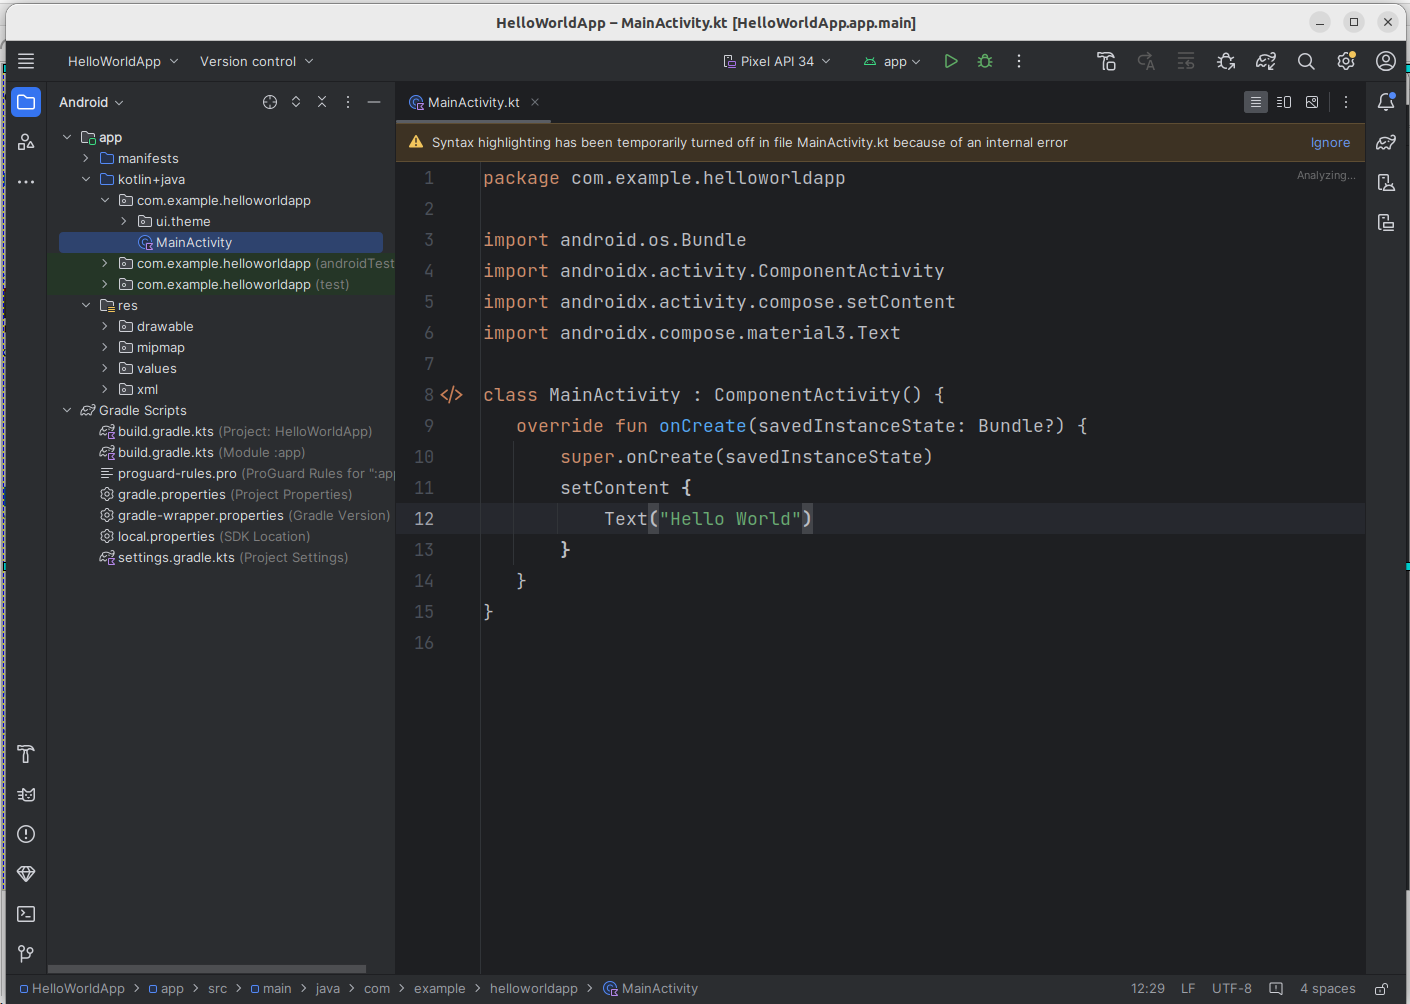 HelloWorldApp – MainActivity.kt [HelloWorldApp.app.main]
HelloWorldApp Version control Pixel API 34 app
Android MainActivity.kt
Syntax highlighting has been temporarily turned off in file MainActivity.kt because of an internal error Ignore
Analyzing...
app
manifests
kotlin+java
com.example.helloworldapp
ui.theme
MainActivity
com.example.helloworldapp (androidTest
com.example.helloworldapp (test)
res
drawable
mipmap
values
xml
Gradle Scripts
build.gradle.kts (Project: HelloWorldApp)
build.gradle.kts (Module :app)
proguard-rules.pro (ProGuard Rules for ":app
gradle.properties (Project Properties)
gradle-wrapper.properties (Gradle Version)
local.properties (SDK Location)
settings.gradle.kts (Project Settings)
1 package com.example.helloworldapp
2
3 import android.os.Bundle
4 import androidx.activity.ComponentActivity
5 import androidx.activity.compose.setContent
6 import androidx.compose.material3.Text
7
8 </> class MainActivity : ComponentActivity() {
9 override fun onCreate(savedInstanceState: Bundle?) {
10 super.onCreate(savedInstanceState)
11 setContent {
12 Text("Hello World")
13 }
14 }
15 }
16
HelloWorldApp > app > src > main > java > com > example > helloworldapp > MainActivity 12:29 LF UTF-8 4 spaces